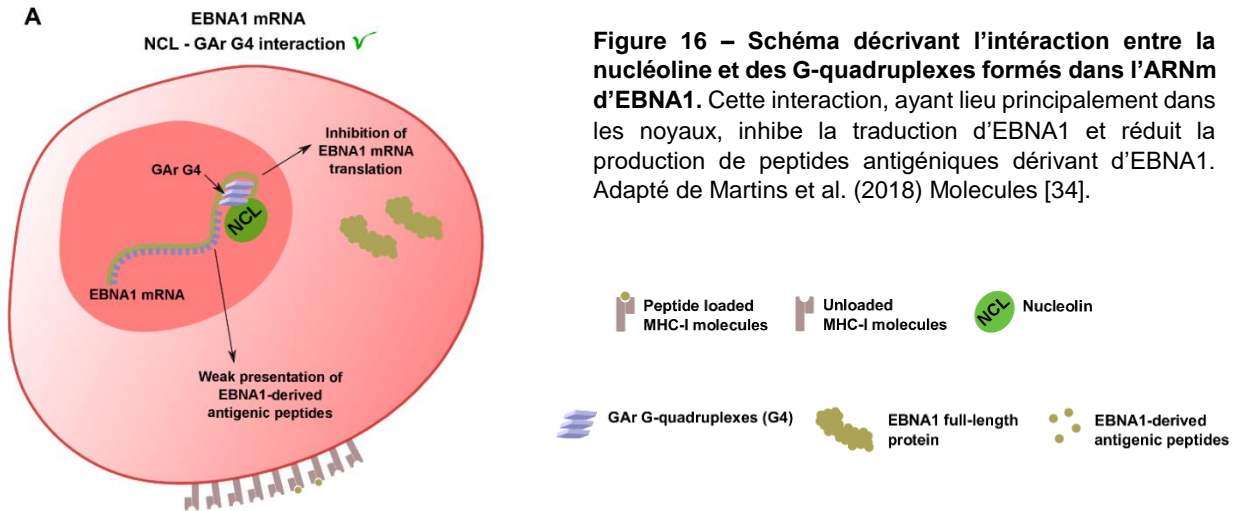 A
EBNA1 mRNA
NCL - GAr G4 interaction √
Figure 16 – Schéma décrivant l'intéraction entre la
nucléoline et des G-quadruplexes formés dans l'ARNm
d'EBNA1. Cette interaction, ayant lieu principalement dans
les noyaux, inhibe la traduction d'EBNA1 et réduit la
production de peptides antigéniques dérivant d'EBNA1.
Adapté de Martins et al. (2018) Molecules [34].
GAr G4
Inhibition of
EBNA1 mRNA
translation
NCL
EBNA1 mRNA
Weak presentation of
EBNA1-derived
antigenic peptides
Peptide loaded
MHC-I molecules
Unloaded
MHC-I molecules
NCL
Nucleolin
GAr G-quadruplexes (G4)
EBNA1 full-length
protein
EBNA1-derived
antigenic peptides